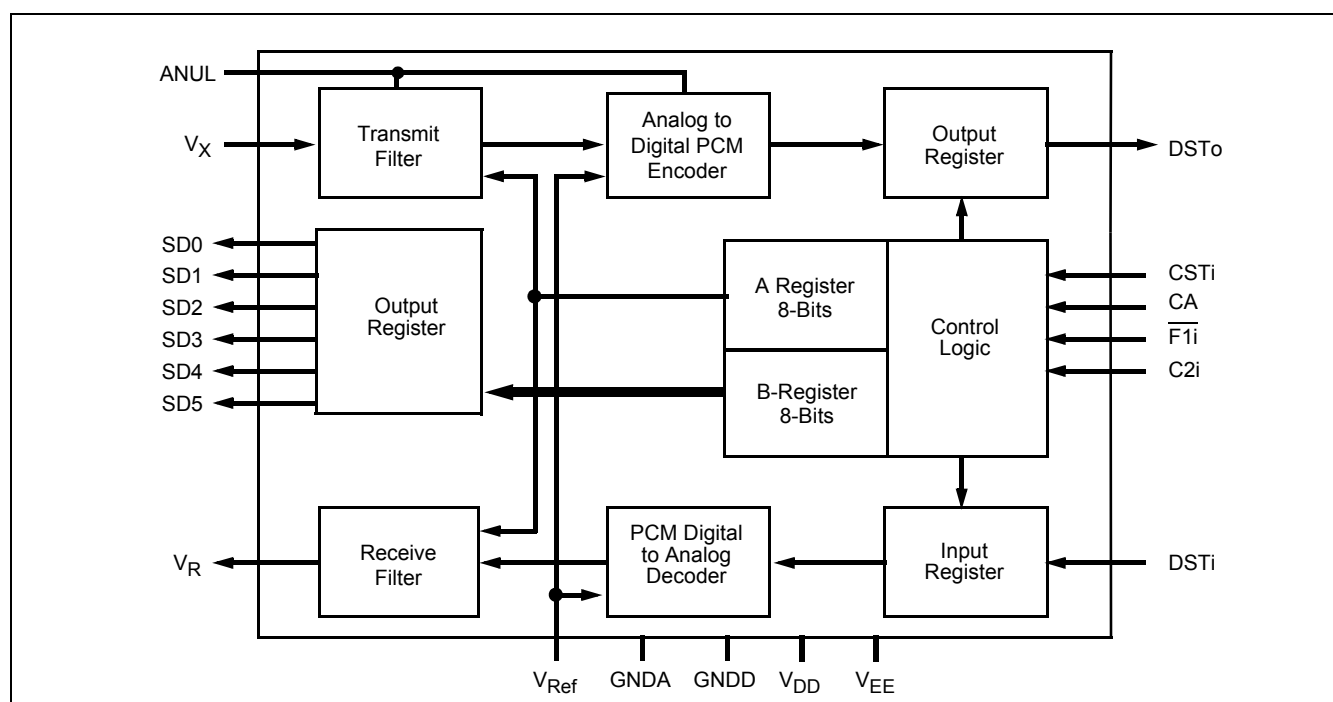 ANUL
Transmit
Filter
Analog to
Digital PCM
Encoder
Output
Register
VX
DSTo
SD0
SD1
SD2
SD3
SD4
SD5
Output
Register
A Register
8-Bits
B-Register
8-Bits
Control
Logic
CSTi
CA
F1i
C2i
Receive
Filter
PCM Digital
to Analog
Decoder
Input
Register
VR
DSTi
VRef
GNDA
GNDD
VDD
VEE